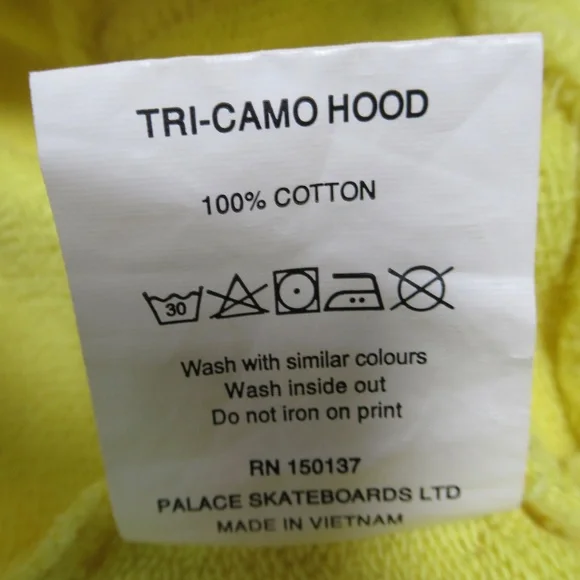 TRI-CAMO HOOD
100% COTTON
30
Wash with similar colours
Wash inside out
Do not iron on print
RN 150137
PALACE SKATEBOARDS LTD
MADE IN VIETNAM